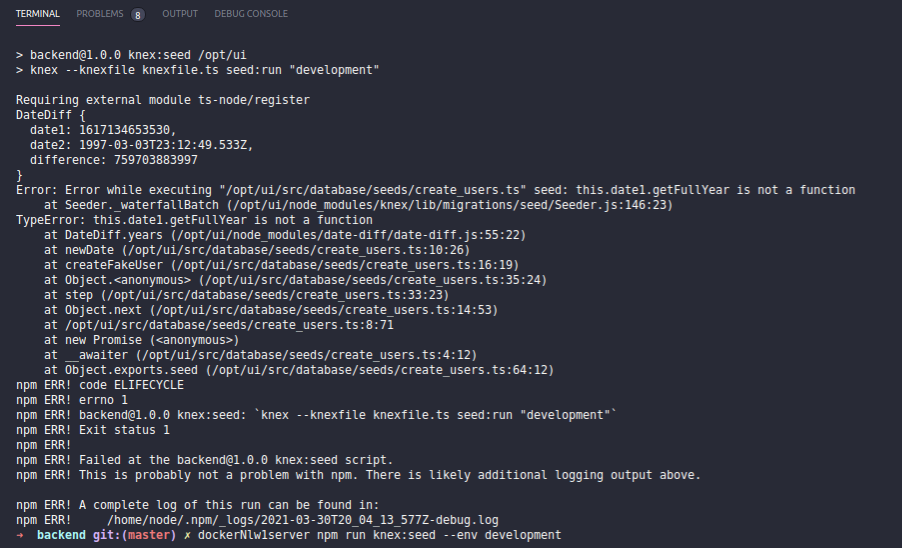 TERMINAL PROBLEMS 8 OUTPUT DEBUG CONSOLE
> backend@1.0.0 knex:seed /opt/ui
> knex --knexfile knexfile.ts seed:run "development"
Requiring external module ts-node/register
DateDiff {
  date1: 1617134653530,
  date2: 1997-03-03T23:12:49.533Z,
  difference: 759703883997
}
Error: Error while executing "/opt/ui/src/database/seeds/create_users.ts" seed: this.date1.getFullYear is not a function
    at Seeder._waterfallBatch (/opt/ui/node_modules/knex/lib/migrations/seed/Seeder.js:146:23)
TypeError: this.date1.getFullYear is not a function
    at DateDiff.years (/opt/ui/node_modules/date-diff/date-diff.js:55:22)
    at newDate (/opt/ui/src/database/seeds/create_users.ts:10:26)
    at createFakeUser (/opt/ui/src/database/seeds/create_users.ts:16:19)
    at Object.<anonymous> (/opt/ui/src/database/seeds/create_users.ts:35:24)
    at step (/opt/ui/src/database/seeds/create_users.ts:33:23)
    at Object.next (/opt/ui/src/database/seeds/create_users.ts:14:53)
    at /opt/ui/src/database/seeds/create_users.ts:8:71
    at new Promise (<anonymous>)
    at __awaiter (/opt/ui/src/database/seeds/create_users.ts:4:12)
    at Object.exports.seed (/opt/ui/src/database/seeds/create_users.ts:64:12)
npm ERR! code ELIFECYCLE
npm ERR! errno 1
npm ERR! backend@1.0.0 knex:seed: `knex --knexfile knexfile.ts seed:run "development"`
npm ERR! Exit status 1
npm ERR!
npm ERR! Failed at the backend@1.0.0 knex:seed script.
npm ERR! This is probably not a problem with npm. There is likely additional logging output above.
npm ERR! A complete log of this run can be found in:
npm ERR!     /home/node/.npm/_logs/2021-03-30T20_04_13_577Z-debug.log
➜  backend git:(master) ✗ dockerNlw1server npm run knex:seed --env development